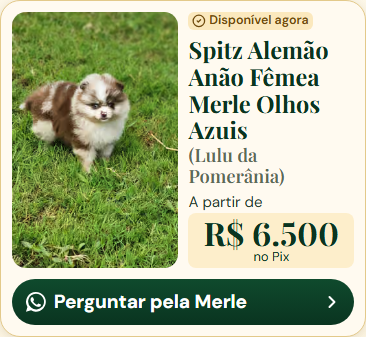 Disponível agora
Spitz Alemão
Anão Fêmea
Merle Olhos
Azuis
(Lulu da
Pomerânia)
A partir de
R$ 6.500
no Pix
Perguntar pela Merle